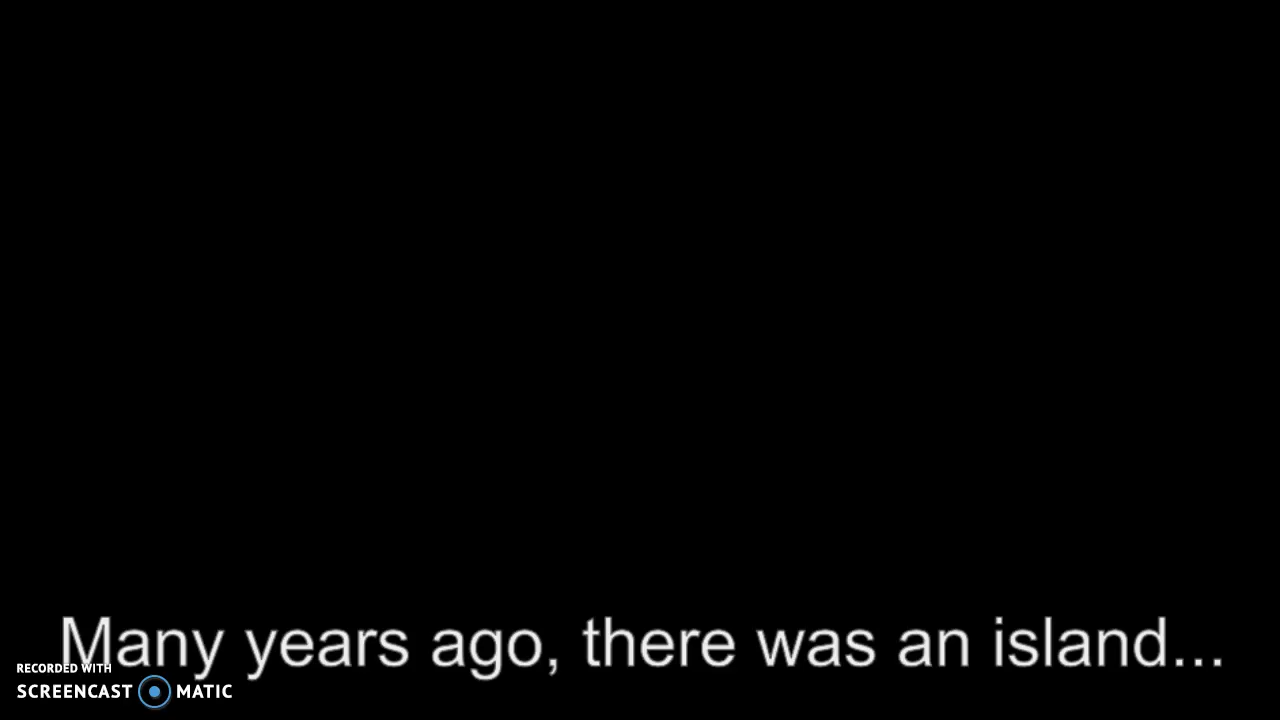 Many years ago, there was an island...
RECORDED WITH
SCREENCAST MATIC